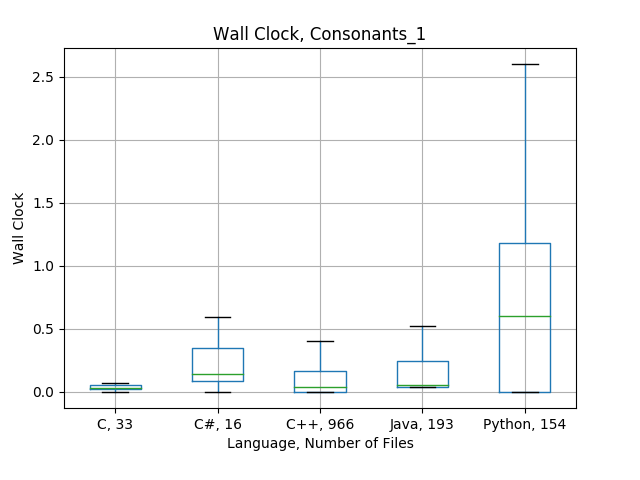 Wall Clock, Consonants_1
2.5
2.0
1.5
1.0
0.5
0.0
Wall Clock
C, 33 C#, 16 C++, 966 Java, 193 Python, 154
Language, Number of Files